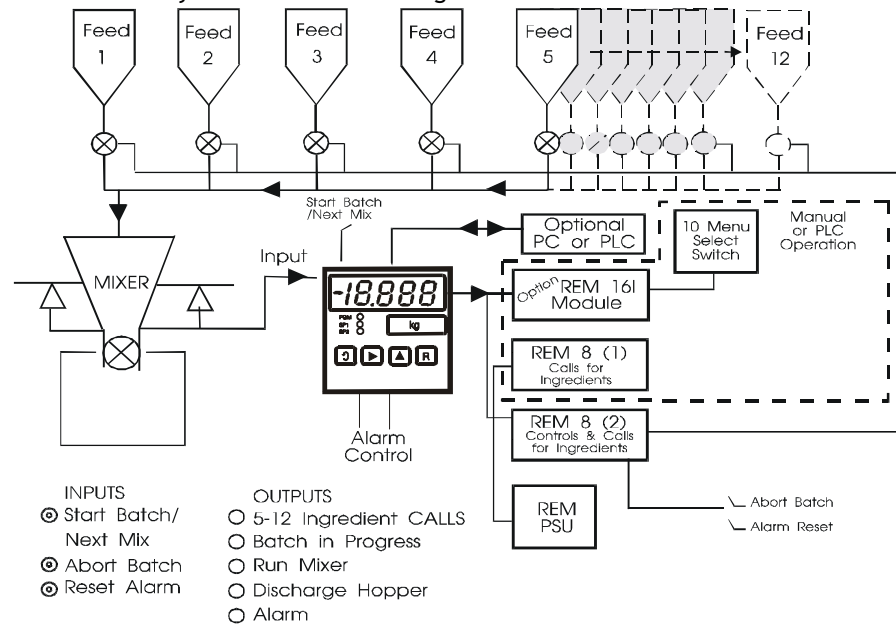 Feed
1
Feed
2
Feed
3
Feed
4
Feed
5
Feed
12
Start Batch
/Next Mix
Optional
PC or PLC
10 Menu
Select
Switch
Manual
or PLC
Operation
Input
MIXER
-18.888
kg
R
Option REM 16I
Module
REM 8 (1)
Calls for
Ingredients
REM 8 (2)
Controls & Calls
for Ingredients
Alarm
Control
REM
PSU
Abort Batch
Alarm Reset
INPUTS
Start Batch/
Next Mix
Abort Batch
Reset Alarm
OUTPUTS
5-12 Ingredient CALLS
Batch in Progress
Run Mixer
Discharge Hopper
Alarm